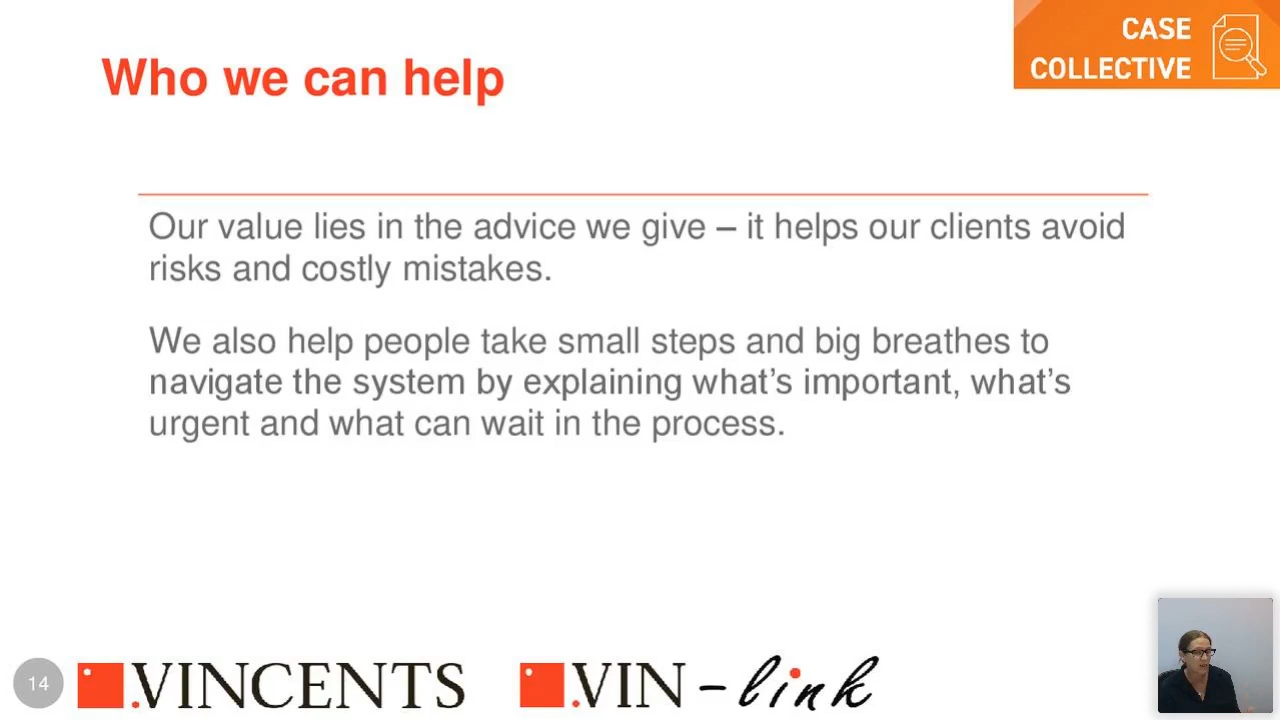 CASE
COLLECTIVE
Who we can help
Our value lies in the advice we give – it helps our clients avoid
risks and costly mistakes.
We also help people take small steps and big breathes to
navigate the system by explaining what's important, what's
urgent and what can wait in the process.
14
.VINCENTS
.VIN-link